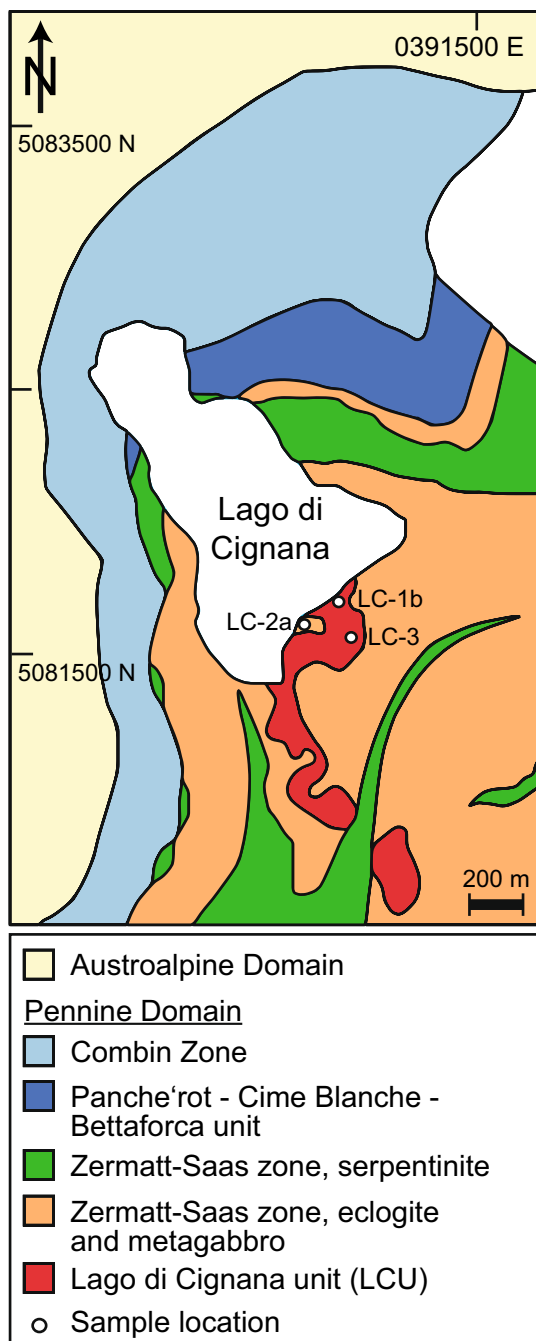 N
0391500 E
5083500 N
Lago di
Cignana
LC-1b
LC-2a
LC-3
5081500 N
200 m
Austroalpine Domain
Pennine Domain
Combin Zone
Panche‘rot - Cime Blanche -
Bettaforca unit
Zermatt-Saas zone, serpentinite
Zermatt-Saas zone, eclogite
and metagabbro
Lago di Cignana unit (LCU)
Sample location